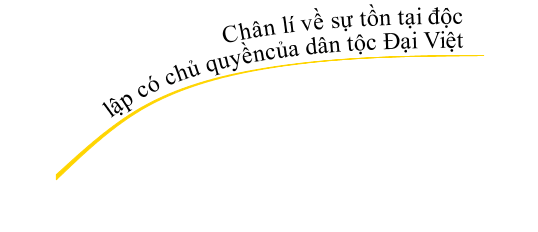 Chân lí về sự tồn tại độc
lập có chủ quyềncủa dân tộc Đại Việt